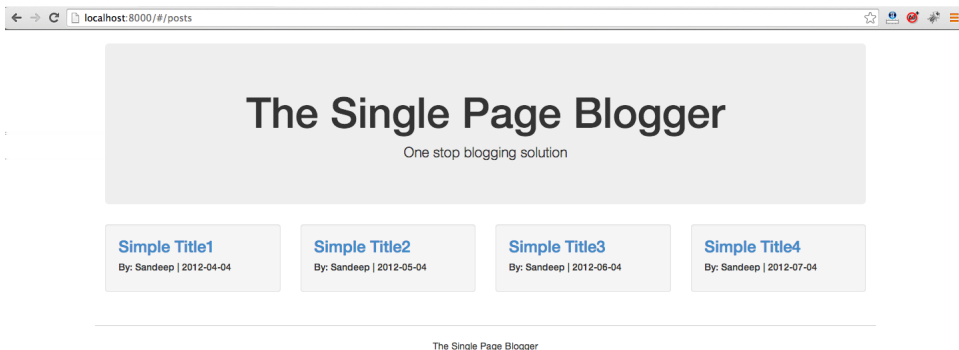 localhost:8000/#/posts
The Single Page Blogger
One stop blogging solution
Simple Title1
By: Sandeep | 2012-04-04
Simple Title2
By: Sandeep | 2012-05-04
Simple Title3
By: Sandeep | 2012-06-04
Simple Title4
By: Sandeep | 2012-07-04
The Single Page Blogger